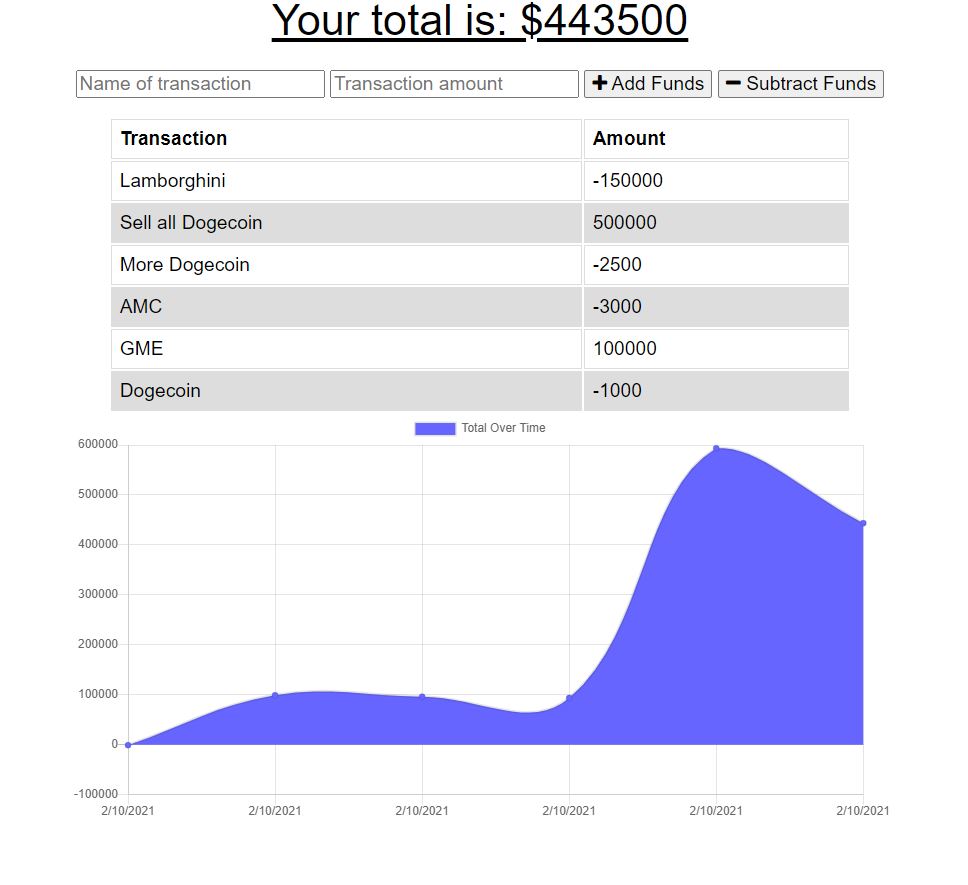 Your total is: $443500
Name of transaction Transaction amount + Add Funds − Subtract Funds
Transaction Amount
Lamborghini -150000
Sell all Dogecoin 500000
More Dogecoin -2500
AMC -3000
GME 100000
Dogecoin -1000
Total Over Time
600000
500000
400000
300000
200000
100000
0
-100000
2/10/2021 2/10/2021 2/10/2021 2/10/2021 2/10/2021 2/10/2021